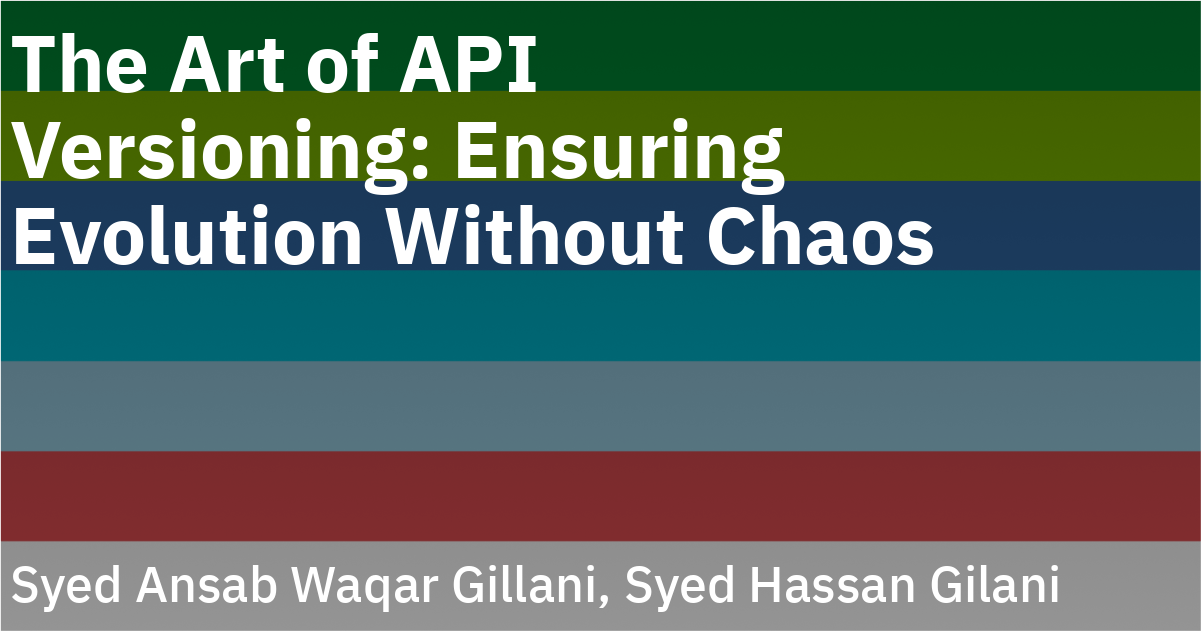 The Art of API
Versioning: Ensuring
Evolution Without Chaos
Syed Ansab Waqar Gillani, Syed Hassan Gilani